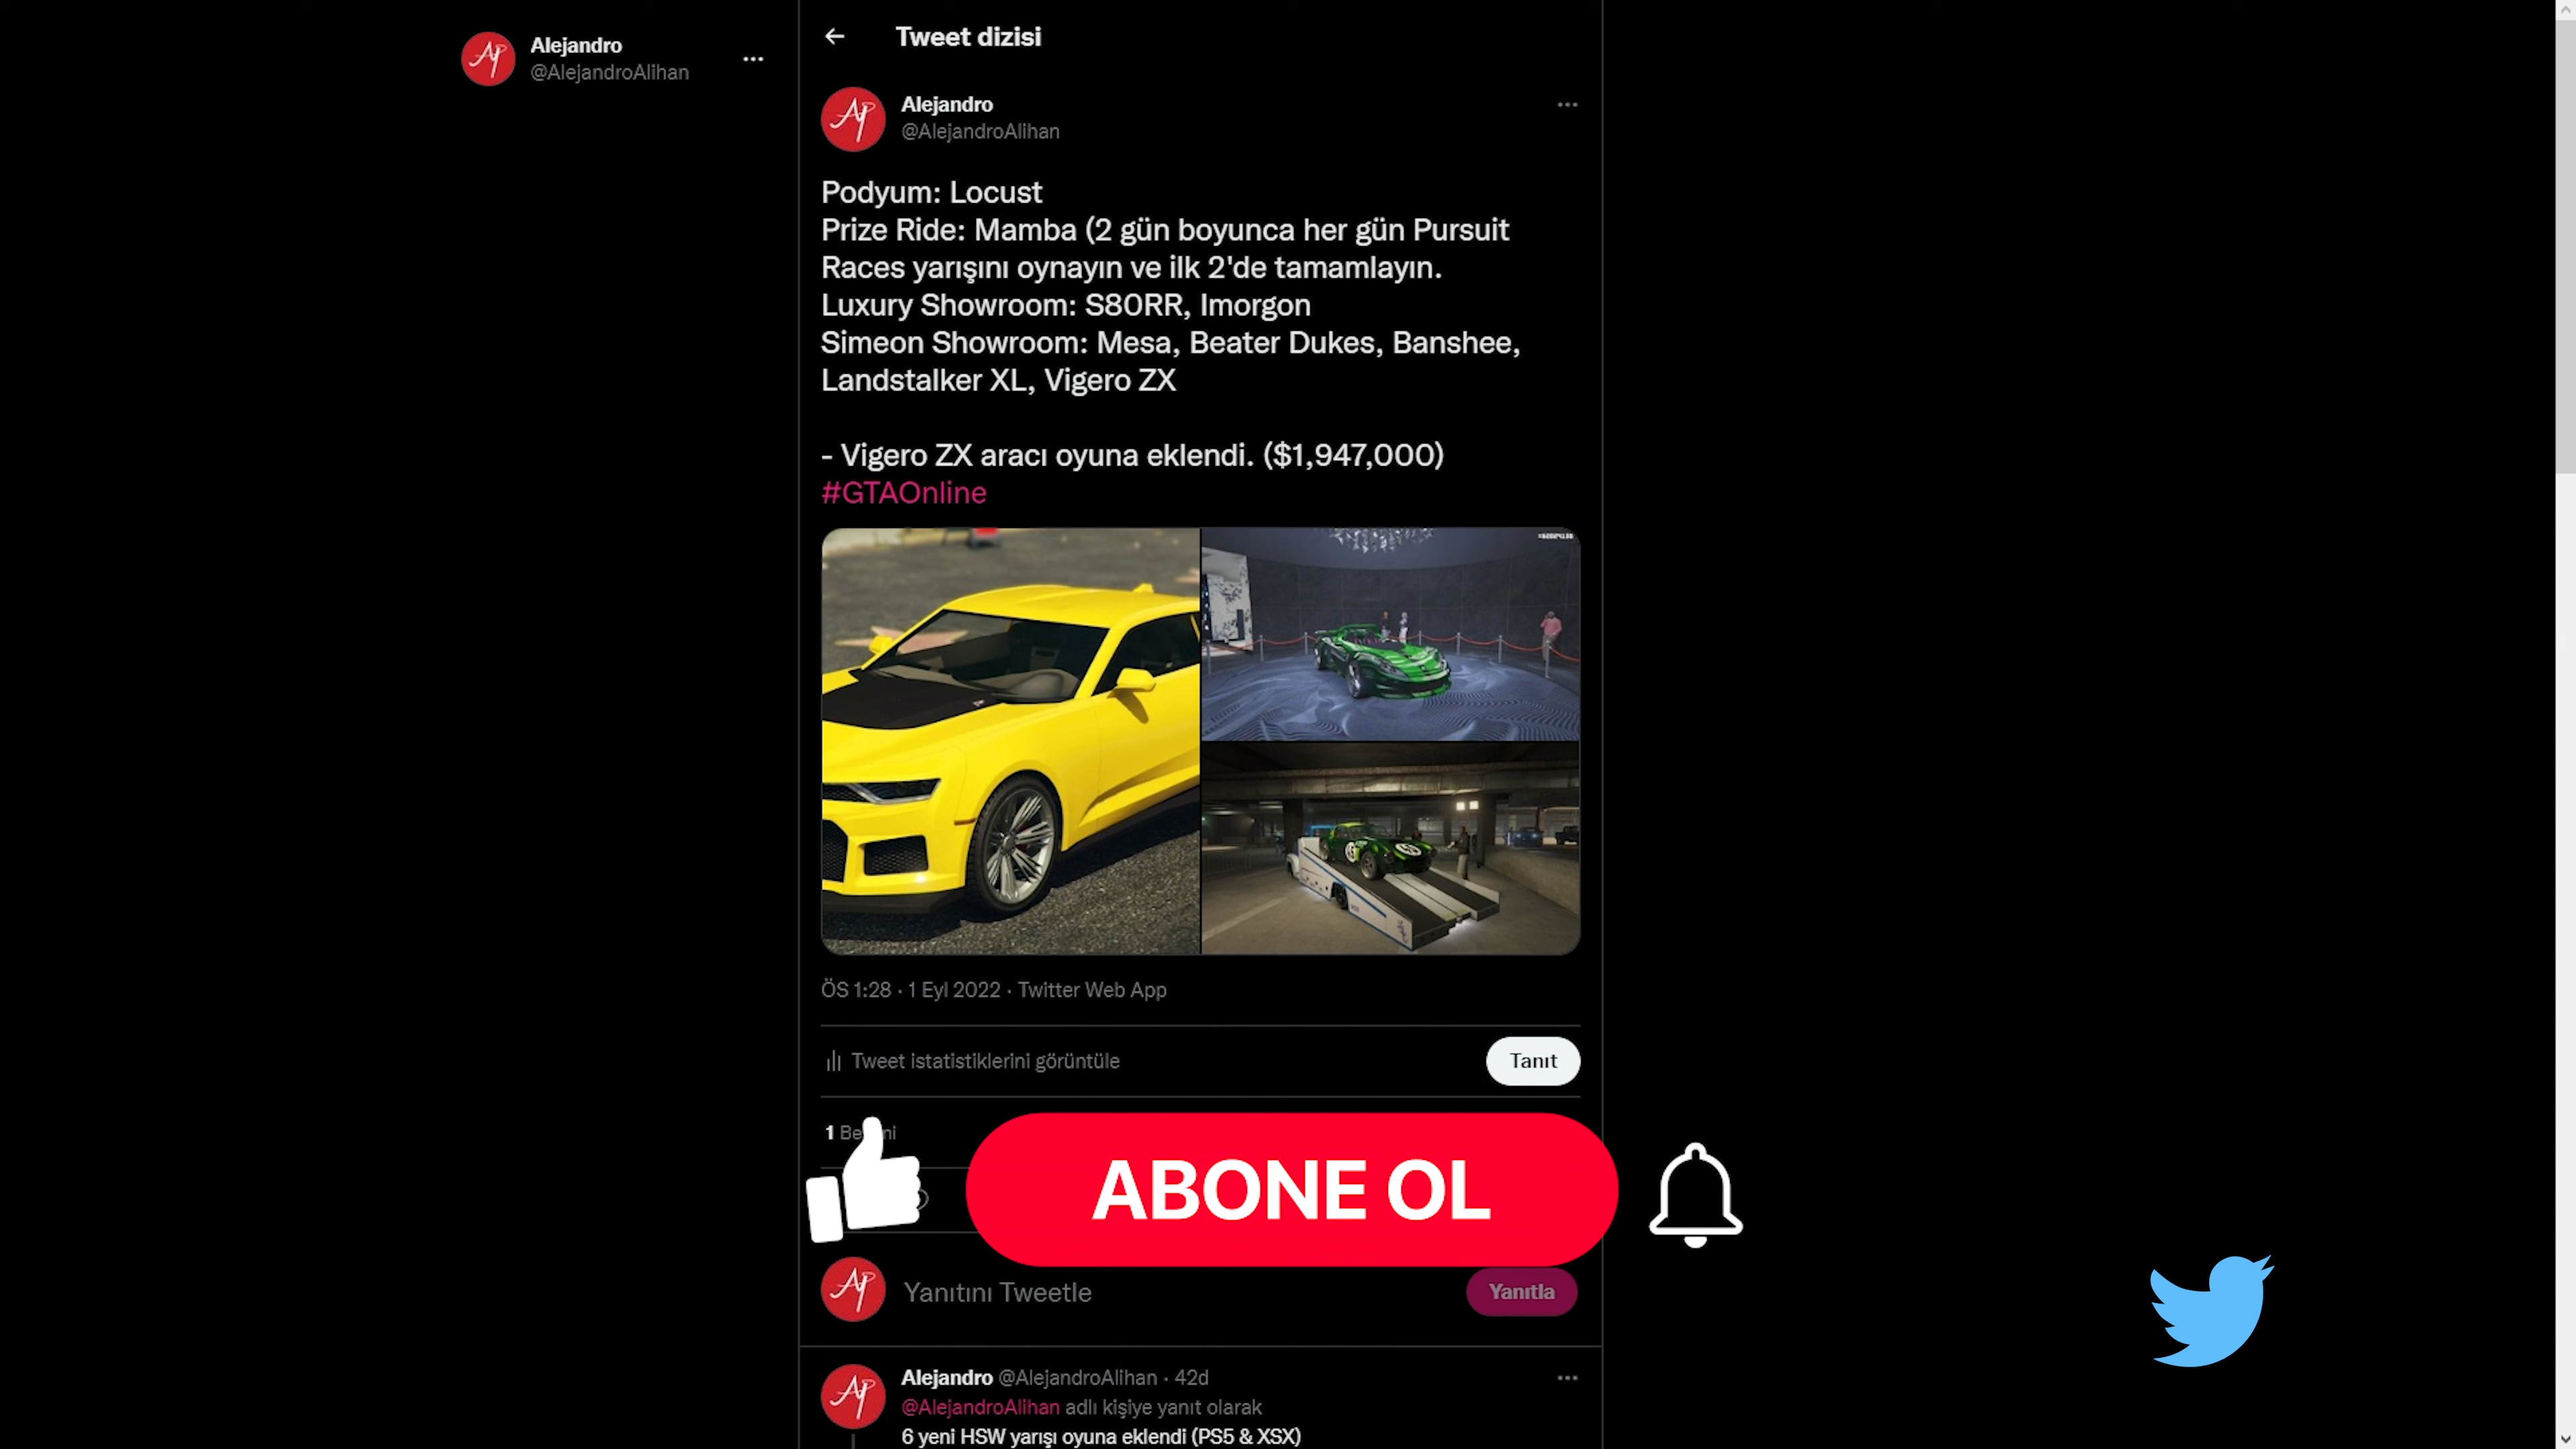 Alejandro
@AlejandroAlihan
Tweet dizisi
Alejandro
@AlejandroAlihan
Podyum: Locust
Prize Ride: Mamba (2 gün boyunca her gün Pursuit
Races yarışını oynayın ve ilk 2'de tamamlayın.
Luxury Showroom: S80RR, Imorgon
Simeon Showroom: Mesa, Beater Dukes, Banshee,
Landstalker XL, Vigero ZX
- Vigero ZX aracı oyuna eklendi. ($1,947,000)
#GTAOnline
ÖS 1:28 · 1 Eyl 2022 · Twitter Web App
Tweet istatistiklerini görüntüle
Tanıt
1
ABONE OL
Yanıtını Tweetle
Yanıtla
Alejandro @AlejandroAlihan · 42d
@AlejandroAlihan adlı kişiye yanıt olarak
6 yeni HSW yarışı oyuna eklendi (PS5 & XSX)